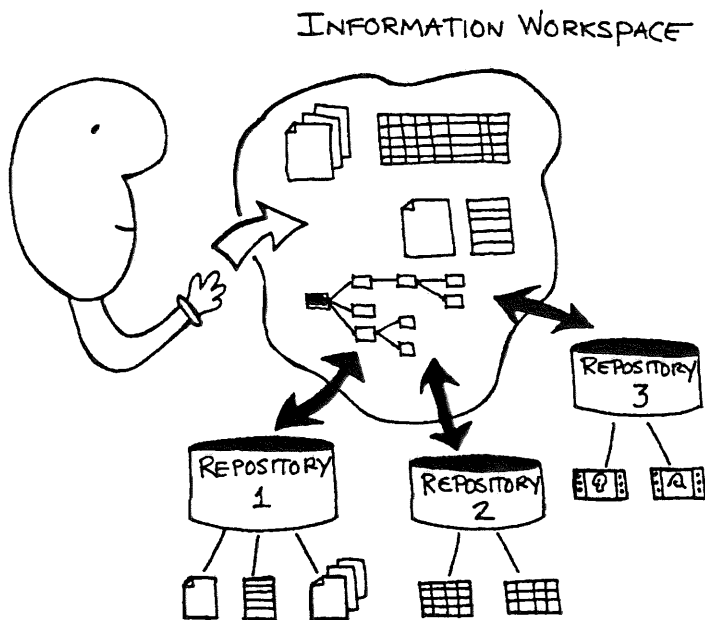 INFORMATION WORKSPACE
REPOSITORY
3
REPOSITORY
1
REPOSITORY
2